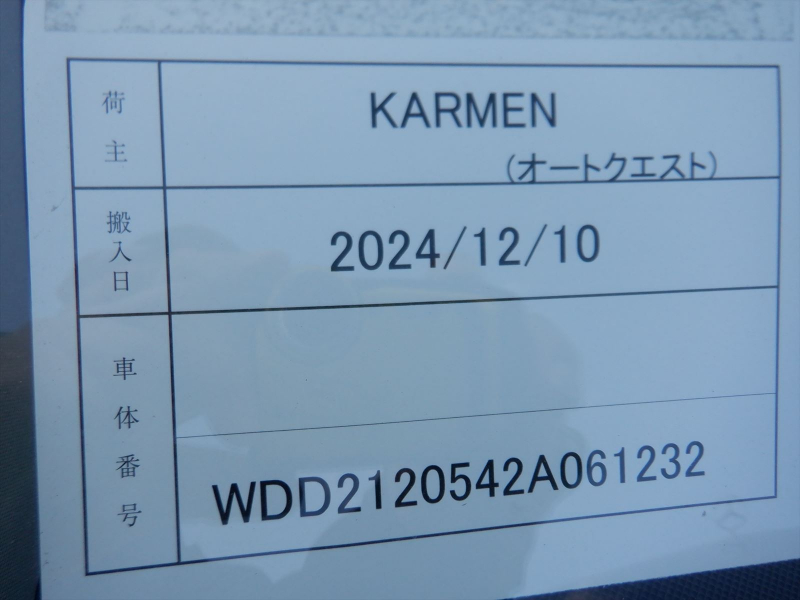 荷主
KARMEN
(オートクエスト)
搬入日
2024/12/10
車体番号
WDD2120542A061232